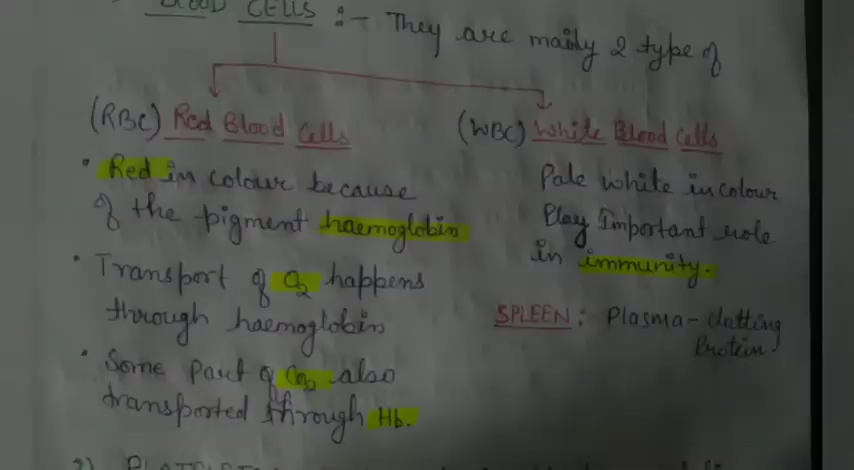 BLOOD CELLS :- They are maily 2 type of
(RBC) Red Blood Cells
• Red in colour because
of the pigment haemoglobin
• Transport of O2 happens
through haemoglobin
• Some part of CO2 also
transported through Hb.
(WBC) White Blood Cells
Pale white in colour
Play Important role
in immunity.
SPLEEN :- Plasma-clotting
Protein